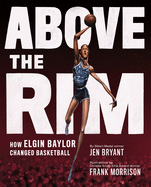 ABOVE
THE
RIM
HOW ELGIN BAYLOR
CHANGED BASKETBALL
JEN BRYANT
FRANK MORRISON